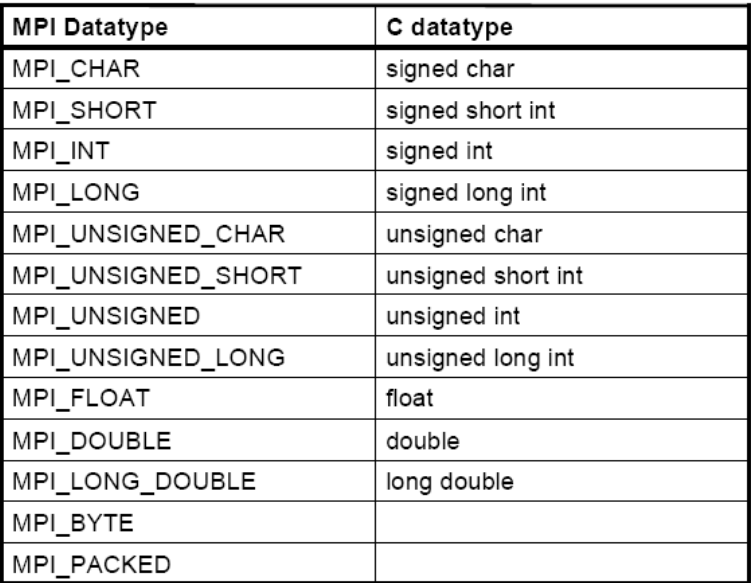 MPI Datatype C datatype
MPI_CHAR signed char
MPI_SHORT signed short int
MPI_INT signed int
MPI_LONG signed long int
MPI_UNSIGNED_CHAR unsigned char
MPI_UNSIGNED_SHORT unsigned short int
MPI_UNSIGNED unsigned int
MPI_UNSIGNED_LONG unsigned long int
MPI_FLOAT float
MPI_DOUBLE double
MPI_LONG_DOUBLE long double
MPI_BYTE
MPI_PACKED